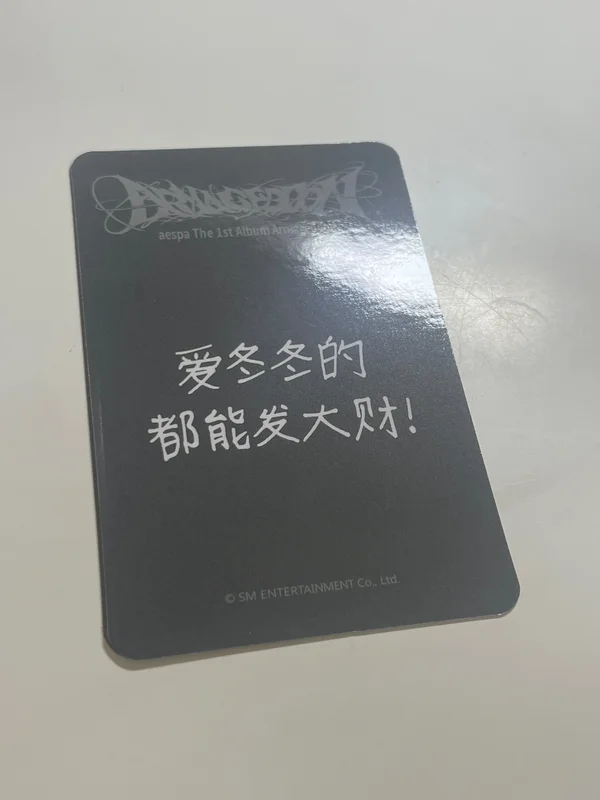 ARMAGEDDON
aespa The 1st Album
爱冬冬的
都能发大财!
© SM ENTERTAINMENT Co., Ltd.